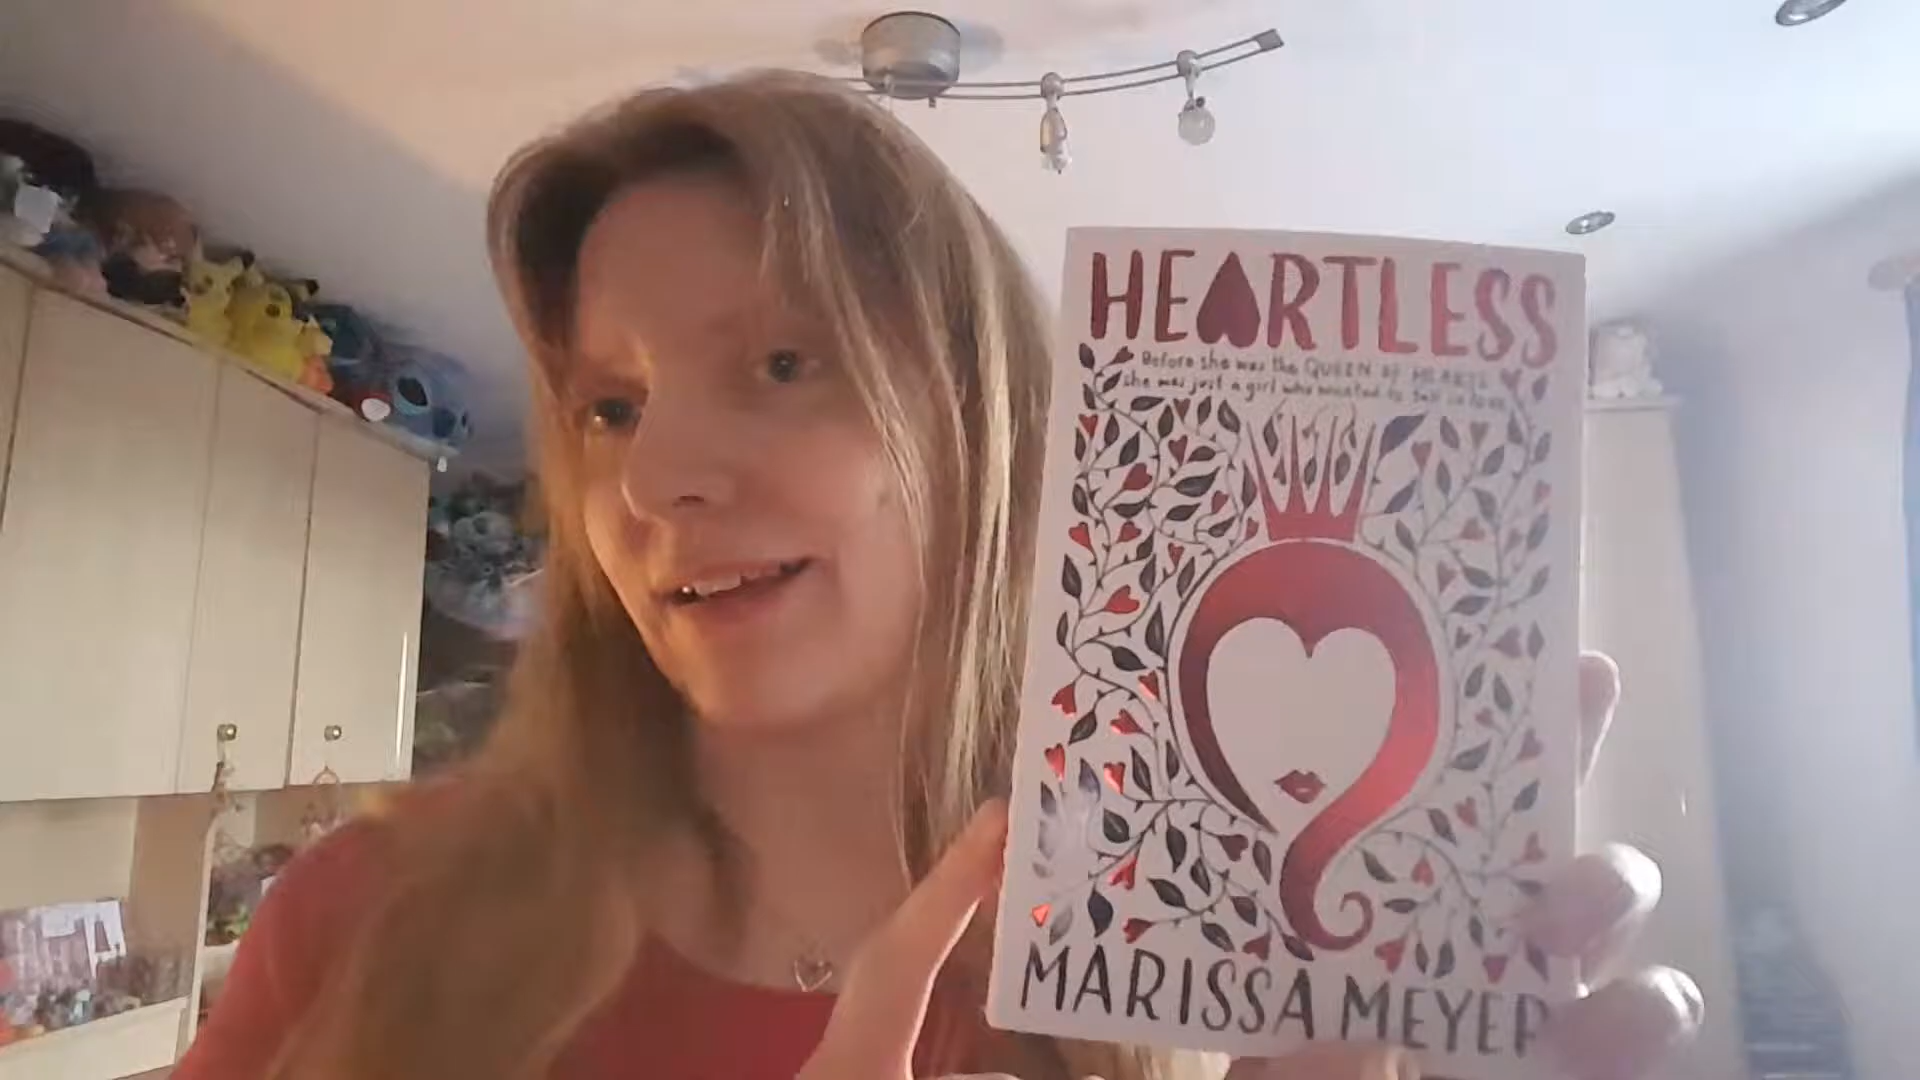 HEARTLESS
Before she was the QUEEN of HEARTS
she was just a girl who wanted to fall in love
MARISSA MEYER